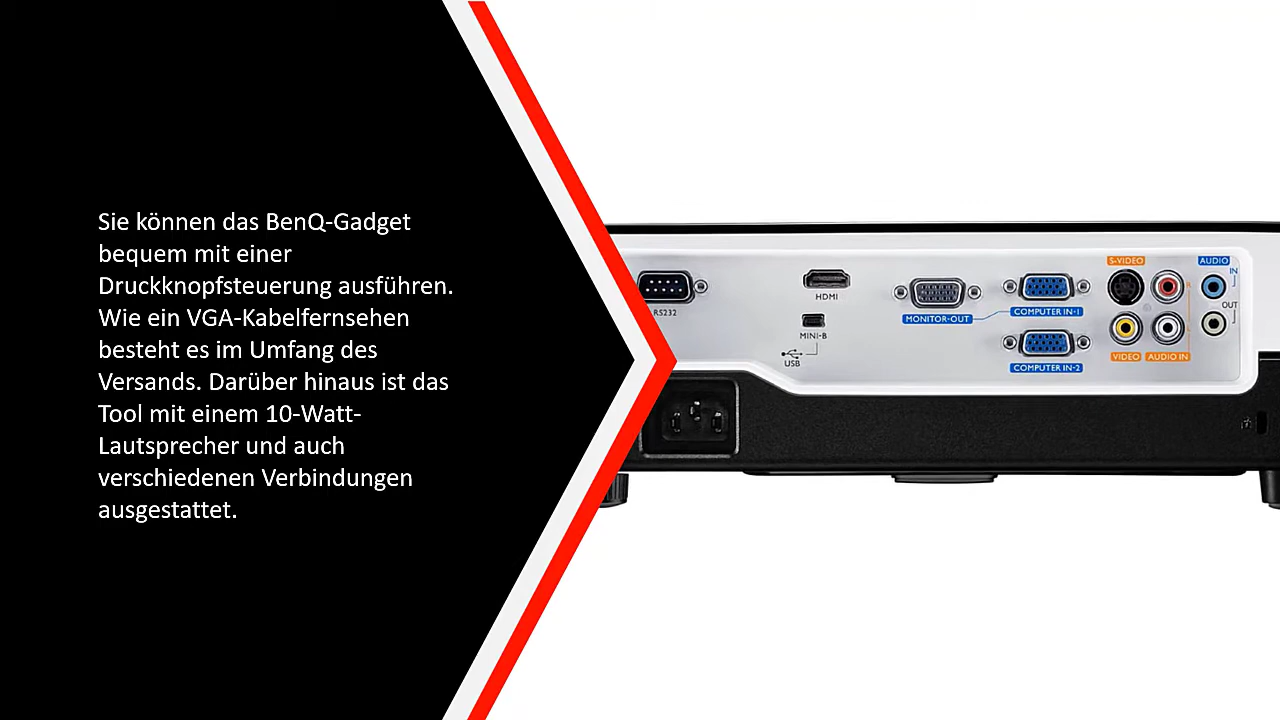 Sie können das BenQ-Gadget
bequem mit einer
Druckknopfsteuerung ausführen.
Wie ein VGA-Kabelfernsehen
besteht es im Umfang des
Versands. Darüber hinaus ist das
Tool mit einem 10-Watt-
Lautsprecher und auch
verschiedenen Verbindungen
ausgestattet.
RS232
HDMI
MINI-B
USB
MONITOR-OUT
COMPUTER IN-1
COMPUTER IN-2
S-VIDEO
VIDEO
AUDIO IN
AUDIO
IN
OUT